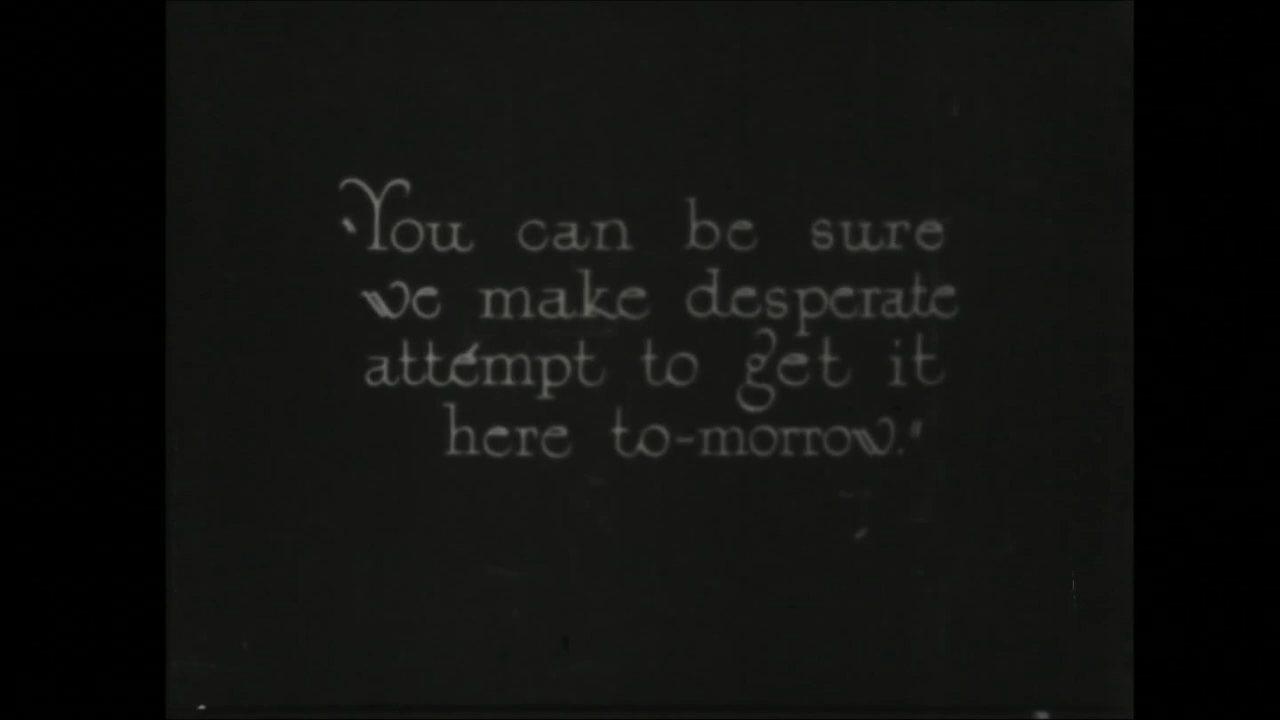 "You can be sure
we make desperate
attempt to get it
here to-morrow."